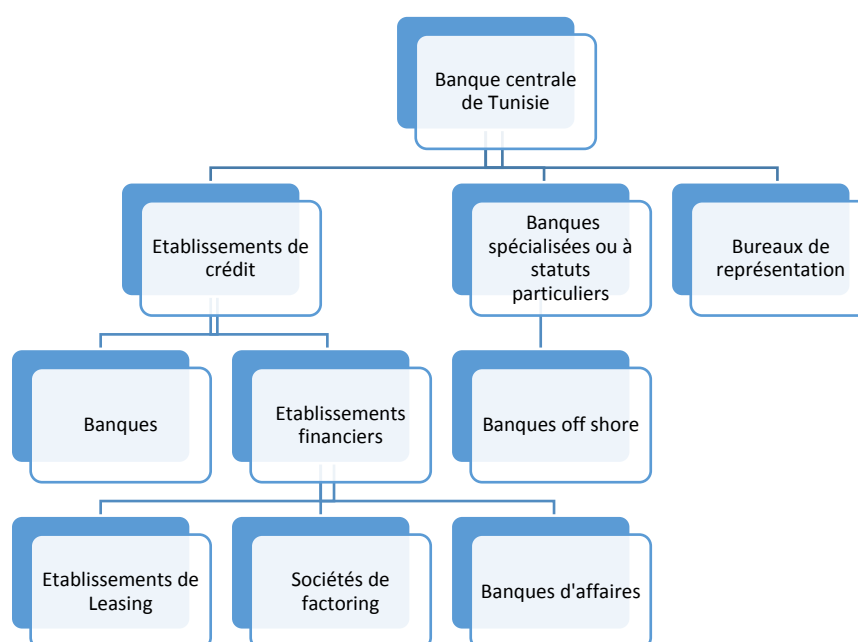 Banque centrale
de Tunisie
Etablissements de
crédit
Banques
spécialisées ou à
statuts
particuliers
Bureaux de
représentation
Banques
Etablissements
financiers
Banques off shore
Etablissements de
Leasing
Sociétés de
factoring
Banques d'affaires